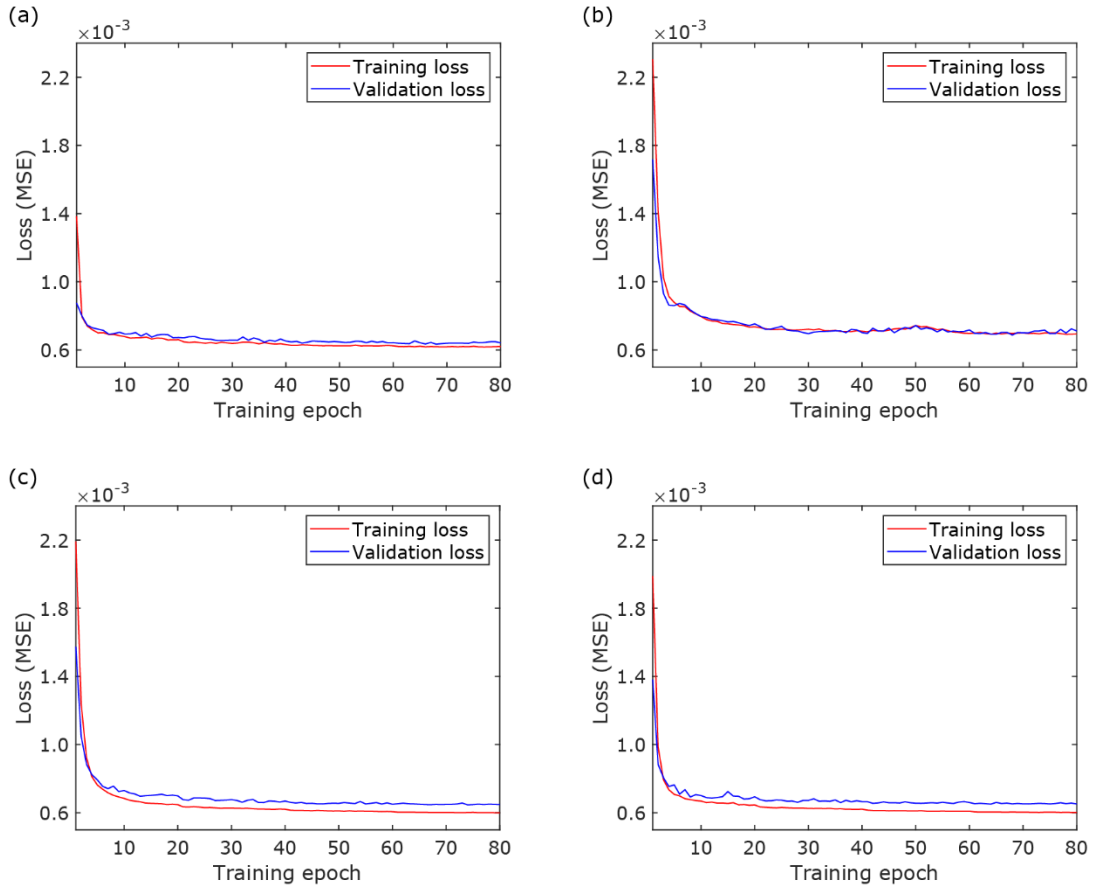 (a)
×10-3
2.2
1.8
1.4
1.0
0.6
Loss (MSE)
Training loss
Validation loss
10 20 30 40 50 60 70 80
Training epoch
(b)
×10-3
2.2
1.8
1.4
1.0
0.6
Loss (MSE)
Training loss
Validation loss
10 20 30 40 50 60 70 80
Training epoch
(c)
×10-3
2.2
1.8
1.4
1.0
0.6
Loss (MSE)
Training loss
Validation loss
10 20 30 40 50 60 70 80
Training epoch
(d)
×10-3
2.2
1.8
1.4
1.0
0.6
Loss (MSE)
Training loss
Validation loss
10 20 30 40 50 60 70 80
Training epoch